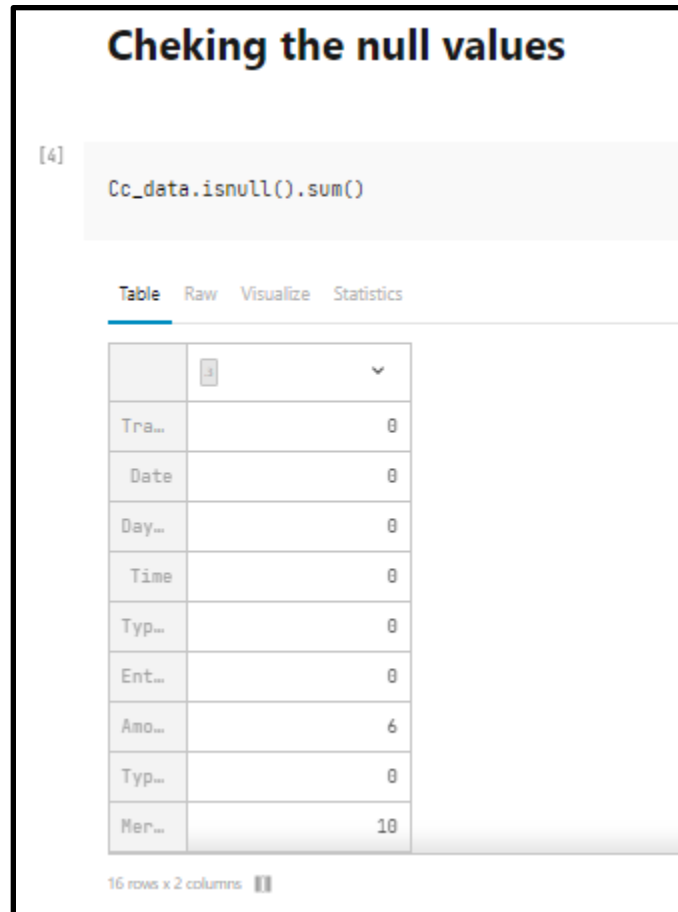 Cheking the null values
[4]
Cc_data.isnull().sum()
Table Raw Visualize Statistics
Tra… 0
Date 0
Day… 0
Time 0
Typ… 0
Ent… 0
Amo… 6
Typ… 0
Mer… 10
16 rows x 2 columns